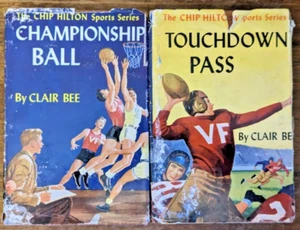 The CHIP HILTON Sports Series
CHAMPIONSHIP
BALL
By CLAIR BEE
The CHIP HILTON Sports Series
TOUCHDOWN
PASS
VF
By CLAIR BE